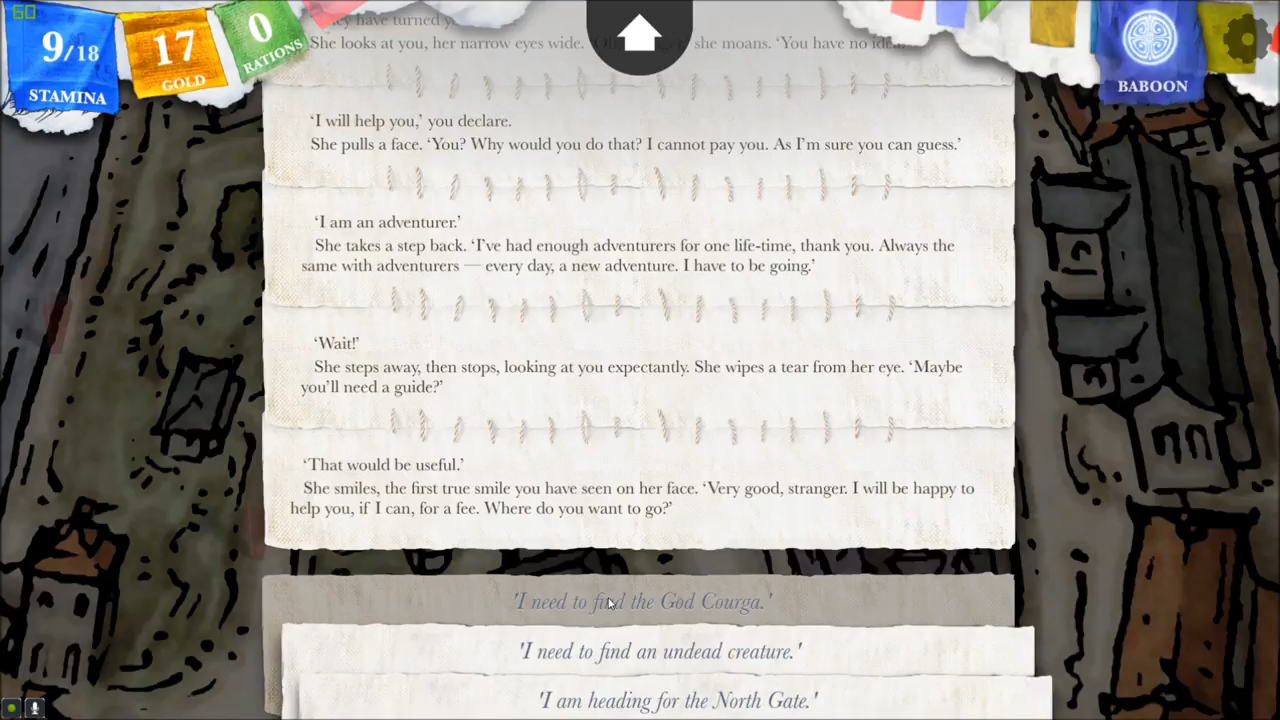 60
9/18
STAMINA
17
GOLD
0
RATIONS
BABOON
have turned
She looks at you, her narrow eyes wide. she moans. ‘You have no
‘I will help you,’ you declare.
She pulls a face. ‘You? Why would you do that? I cannot pay you. As I’m sure you can guess.’
‘I am an adventurer.’
She takes a step back. ‘I’ve had enough adventurers for one life-time, thank you. Always the
same with adventurers — every day, a new adventure. I have to be going.’
‘Wait!’
She steps away, then stops, looking at you expectantly. She wipes a tear from her eye. ‘Maybe
you’ll need a guide?’
‘That would be useful.’
She smiles, the first true smile you have seen on her face. ‘Very good, stranger. I will be happy to
help you, if I can, for a fee. Where do you want to go?’
'I need to find the God Courga.'
'I need to find an undead creature.'
'I am heading for the North Gate.'